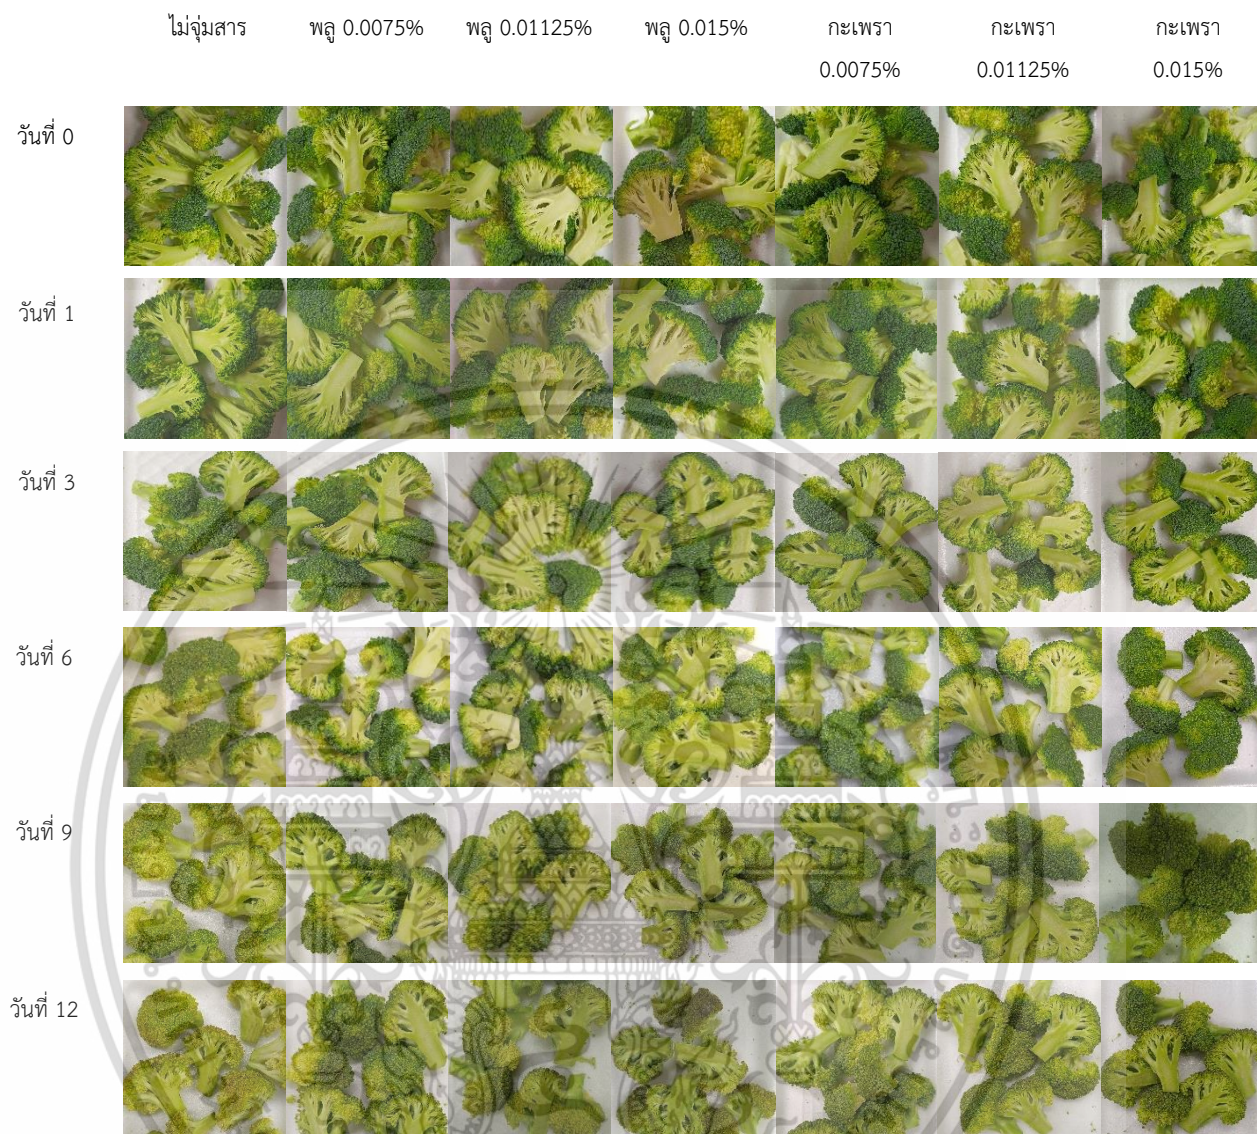 ไม่จุ่มสาร พลู 0.0075% พลู 0.01125% พลู 0.015% กะเพรา กะเพรา กะเพรา
0.0075% 0.01125% 0.015%
วันที่ 0
วันที่ 1
วันที่ 3
วันที่ 6
วันที่ 9
วันที่ 12